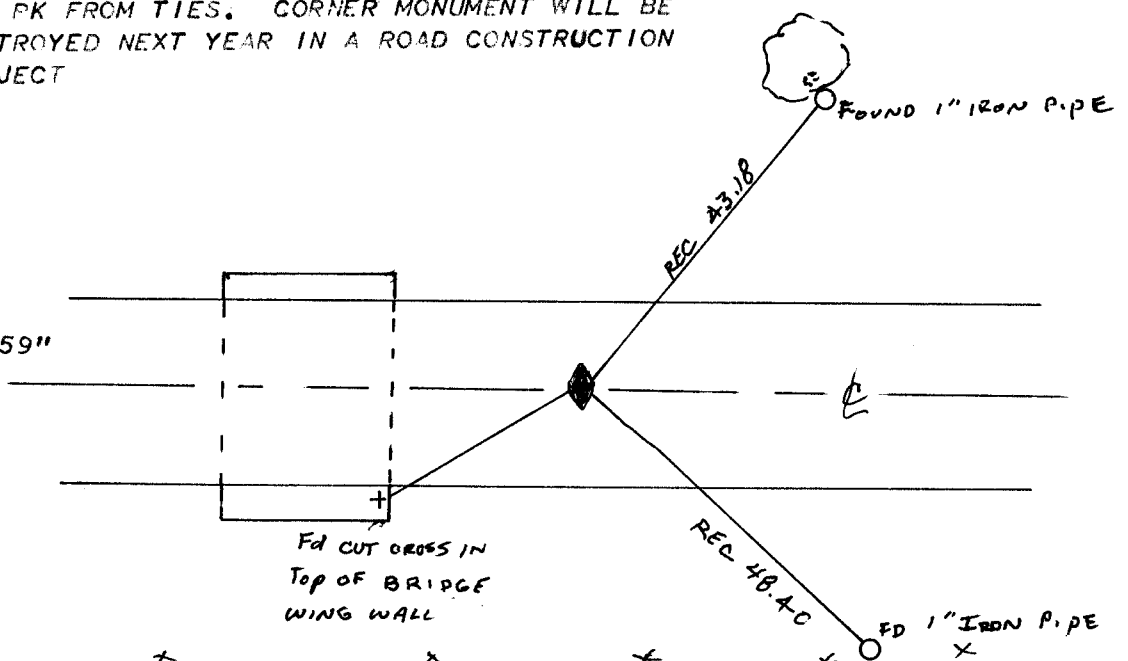 PK FROM TIES. CORNER MONUMENT WILL BE
TROYED NEXT YEAR IN A ROAD CONSTRUCTION
JECT
FOUND 1" IRON PIPE
REC 43.18
59"
℄
+
Fd CUT CROSS IN
Top OF BRIDGE
WING WALL
REC 48.40
FD 1" IRON PIPE